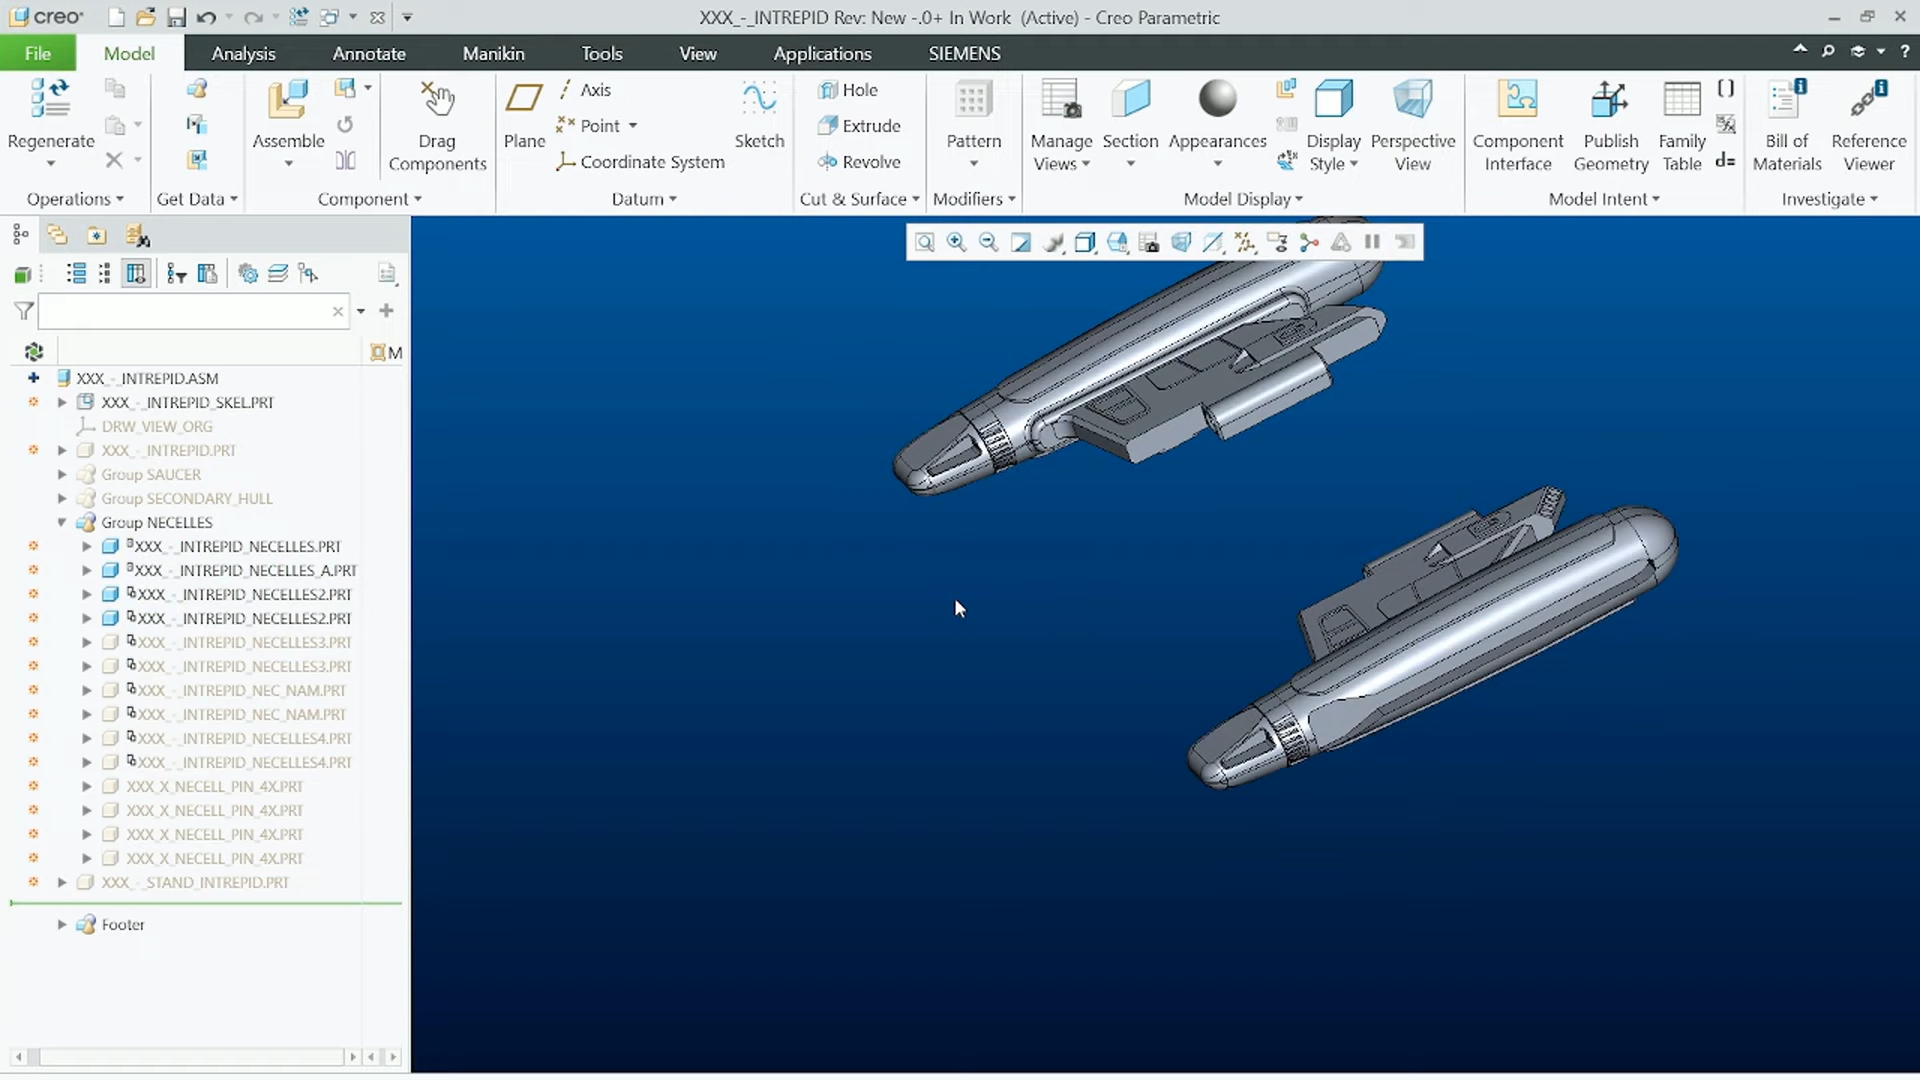 creo
XXX_-_INTREPID Rev: New -.0+ In Work (Active) - Creo Parametric
File Model Analysis Annotate Manikin Tools View Applications SIEMENS
Regenerate
Operations
Get Data
Assemble
Drag Components
Component
Plane
Axis
Point
Coordinate System
Sketch
Datum
Hole
Extrude
Revolve
Cut & Surface
Pattern
Modifiers
Manage Views
Section
Appearances
Display Style
Perspective View
Model Display
Component Interface
Publish Geometry
Family Table
Model Intent
Bill of Materials
Reference Viewer
Investigate
M
XXX_-_INTREPID.ASM
XXX_-_INTREPID_SKEL.PRT
DRW_VIEW_ORG
XXX_-_INTREPID.PRT
Group SAUCER
Group SECONDARY_HULL
Group NECELLES
XXX_-_INTREPID_NECELLES.PRT
XXX_-_INTREPID_NECELLES_A.PRT
XXX_-_INTREPID_NECELLES2.PRT
XXX_-_INTREPID_NECELLES2.PRT
XXX_-_INTREPID_NECELLES3.PRT
XXX_-_INTREPID_NECELLES3.PRT
XXX_-_INTREPID_NEC_NAM.PRT
XXX_-_INTREPID_NEC_NAM.PRT
XXX_-_INTREPID_NECELLES4.PRT
XXX_-_INTREPID_NECELLES4.PRT
XXX_X_NECELL_PIN_4X.PRT
XXX_X_NECELL_PIN_4X.PRT
XXX_X_NECELL_PIN_4X.PRT
XXX_X_NECELL_PIN_4X.PRT
XXX_-_STAND_INTREPID.PRT
Footer